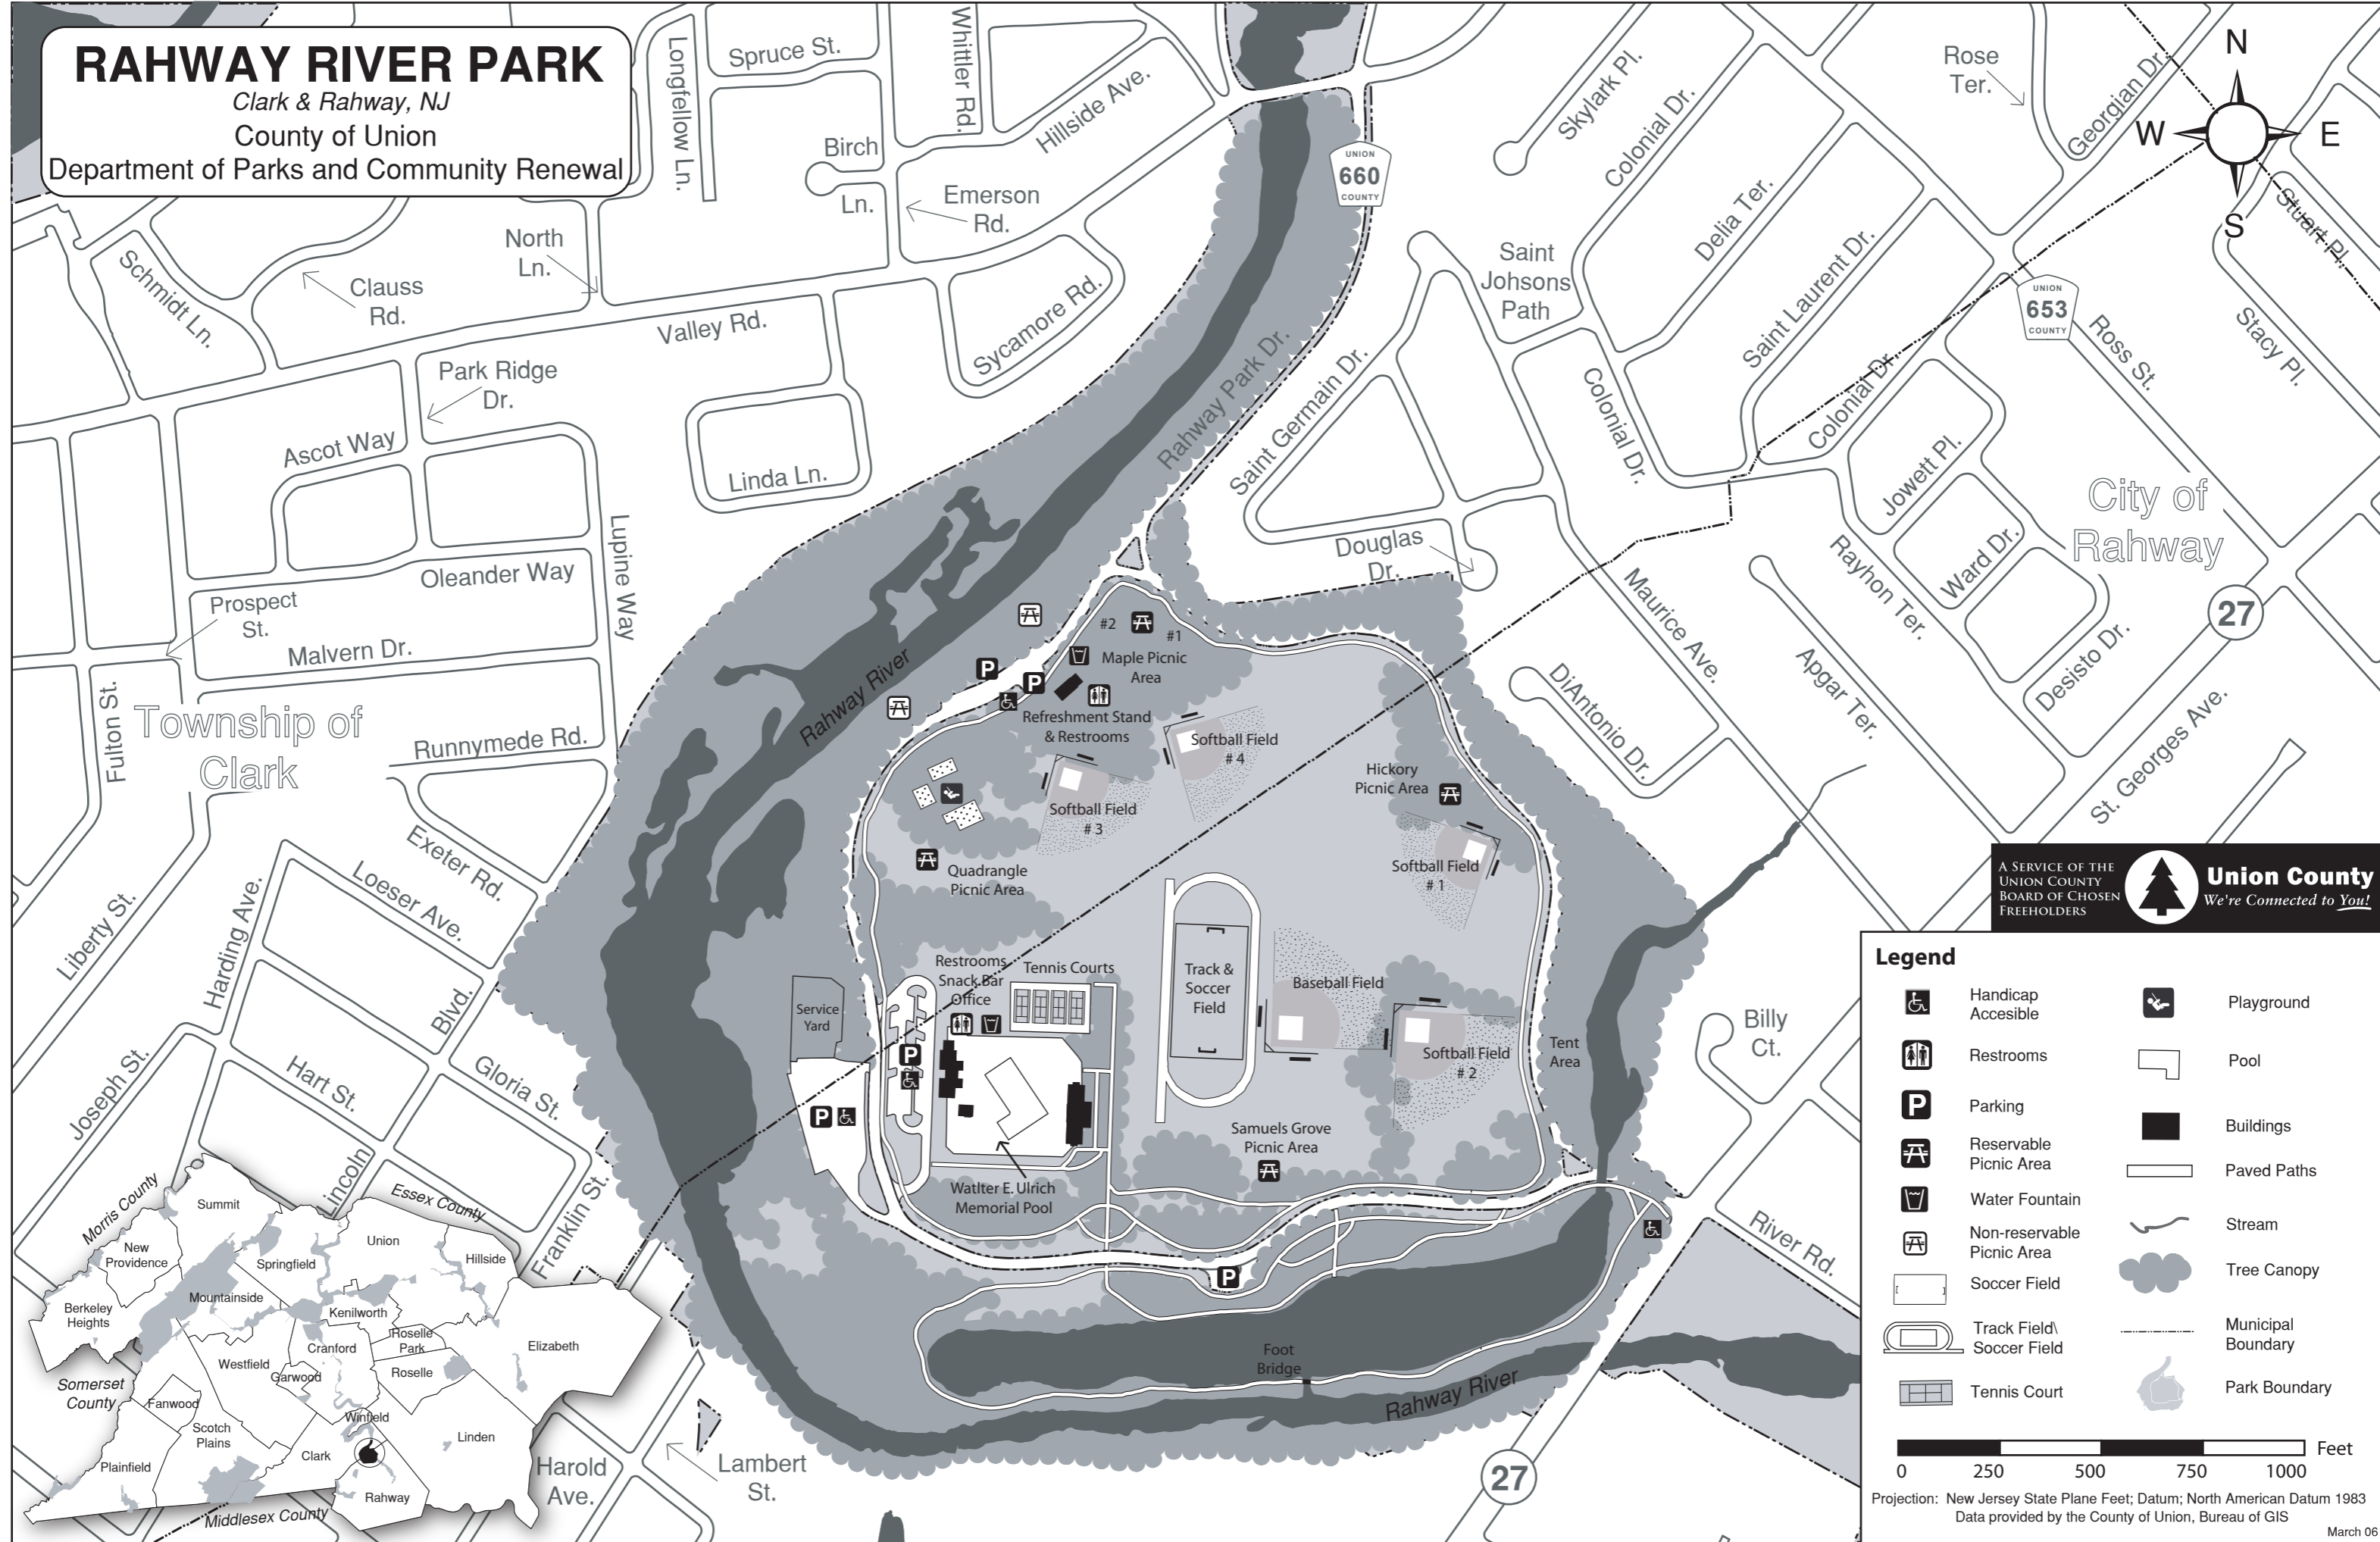 RAHWAY RIVER PARK
Clark & Rahway, NJ
County of Union
Department of Parks and Community Renewal
Longfellow Ln.
Spruce St.
Whittler Rd.
Hillside Ave.
Birch
Ln.
Emerson
Rd.
North
Ln.
Clauss
Rd.
Schmidt Ln.
Valley Rd.
Sycamore Rd.
Park Ridge
Dr.
Ascot Way
Linda Ln.
Lupine Way
Oleander Way
Prospect
St.
Malvern Dr.
Fulton St.
Township of
Clark
Runnymede Rd.
Exeter Rd.
Loeser Ave.
Liberty St.
Harding Ave.
Blvd.
Joseph St.
Hart St.
Gloria St.
Lincoln
Franklin St.
Harold
Ave.
Lambert
St.
UNION
660
COUNTY
Skylark Pl.
Colonial Dr.
Delia Ter.
Rose
Ter.
Georgian Dr.
N
W
E
S
Stuart Pl.
Saint
Johsons
Path
Saint Laurent Dr.
UNION
653
COUNTY
Ross St.
Stacy Pl.
Rahway Park Dr.
Saint Germain Dr.
Colonial Dr.
Colonial Dr.
Jowett Pl.
City of
Rahway
Ward Dr.
Rayhon Ter.
Desisto Dr.
27
Douglas
Dr.
Maurice Ave.
Apgar Ter.
DiAntonio Dr.
St. Georges Ave.
Billy
Ct.
River Rd.
27
Rahway River
#2
#1
Maple Picnic
Area
P
P
Refreshment Stand
& Restrooms
Softball Field
# 4
Softball Field
# 3
Hickory
Picnic Area
Softball Field
# 1
Quadrangle
Picnic Area
Restrooms
Snack Bar
Office
Tennis Courts
Track &
Soccer
Field
Baseball Field
Softball Field
# 2
Tent
Area
Service
Yard
P
P
Samuels Grove
Picnic Area
Watlter E. Ulrich
Memorial Pool
P
Foot
Bridge
Rahway River
A Service of the
Union County
Board of Chosen
Freeholders
Union County
We're Connected to You!
Legend
Handicap
Accesible
Restrooms
P
Parking
Reservable
Picnic Area
Water Fountain
Non-reservable
Picnic Area
Soccer Field
Track Field\
Soccer Field
Tennis Court
Playground
Pool
Buildings
Paved Paths
Stream
Tree Canopy
Municipal
Boundary
Park Boundary
Feet
0 250 500 750 1000
Projection: New Jersey State Plane Feet; Datum; North American Datum 1983
Data provided by the County of Union, Bureau of GIS
March 06
Morris County
Essex County
Somerset
County
Middlesex County
Summit
New
Providence
Berkeley
Heights
Springfield
Union
Hillside
Mountainside
Kenilworth
Roselle
Park
Elizabeth
Cranford
Westfield
Garwood
Roselle
Fanwood
Scotch
Plains
Winfield
Linden
Clark
Plainfield
Rahway